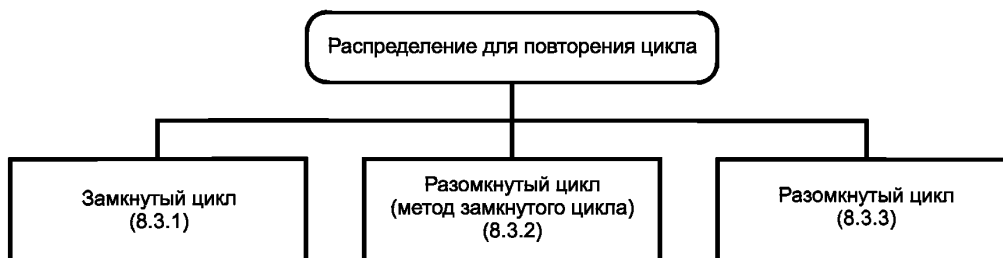 Распределение для повторения цикла
Замкнутый цикл
(8.3.1)
Разомкнутый цикл
(метод замкнутого цикла)
(8.3.2)
Разомкнутый цикл
(8.3.3)